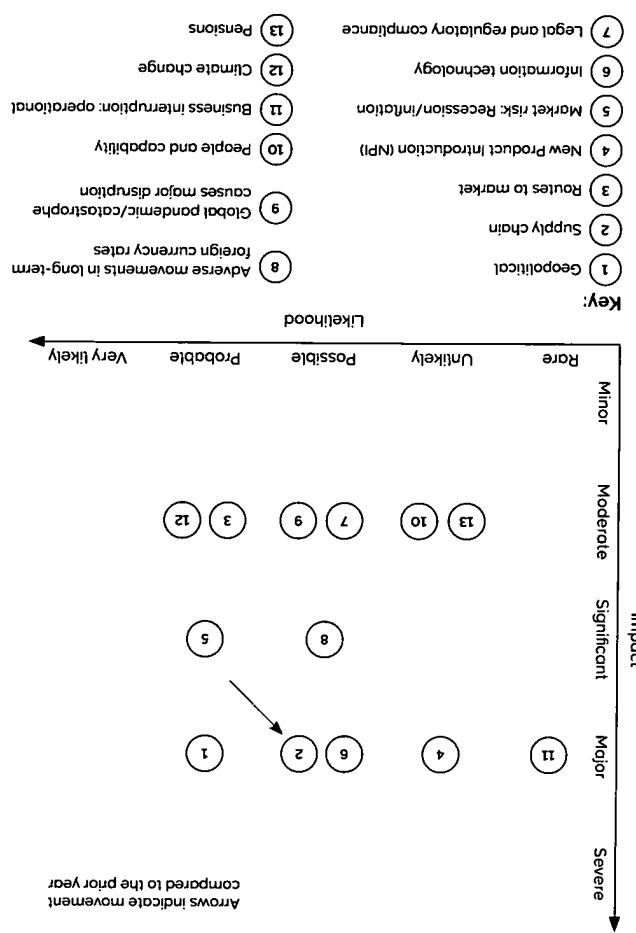 Arrows indicate movement
compared to the prior year
Impact
Severe
Major
11
4
6
2
1
Significant
8
5
Moderate
13
10
7
9
3
12
Minor
Rare
Unlikely
Possible
Probable
Very likely
Likelihood
Key:
1 Geopolitical
2 Supply chain
3 Routes to market
4 New Product Introduction (NPI)
5 Market risk: Recession/inflation
6 Information technology
7 Legal and regulatory compliance
8 Adverse movements in long-term
foreign currency rates
9 Global pandemic/catastrophe
causes major disruption
10 People and capability
11 Business interruption: operational
12 Climate change
13 Pensions